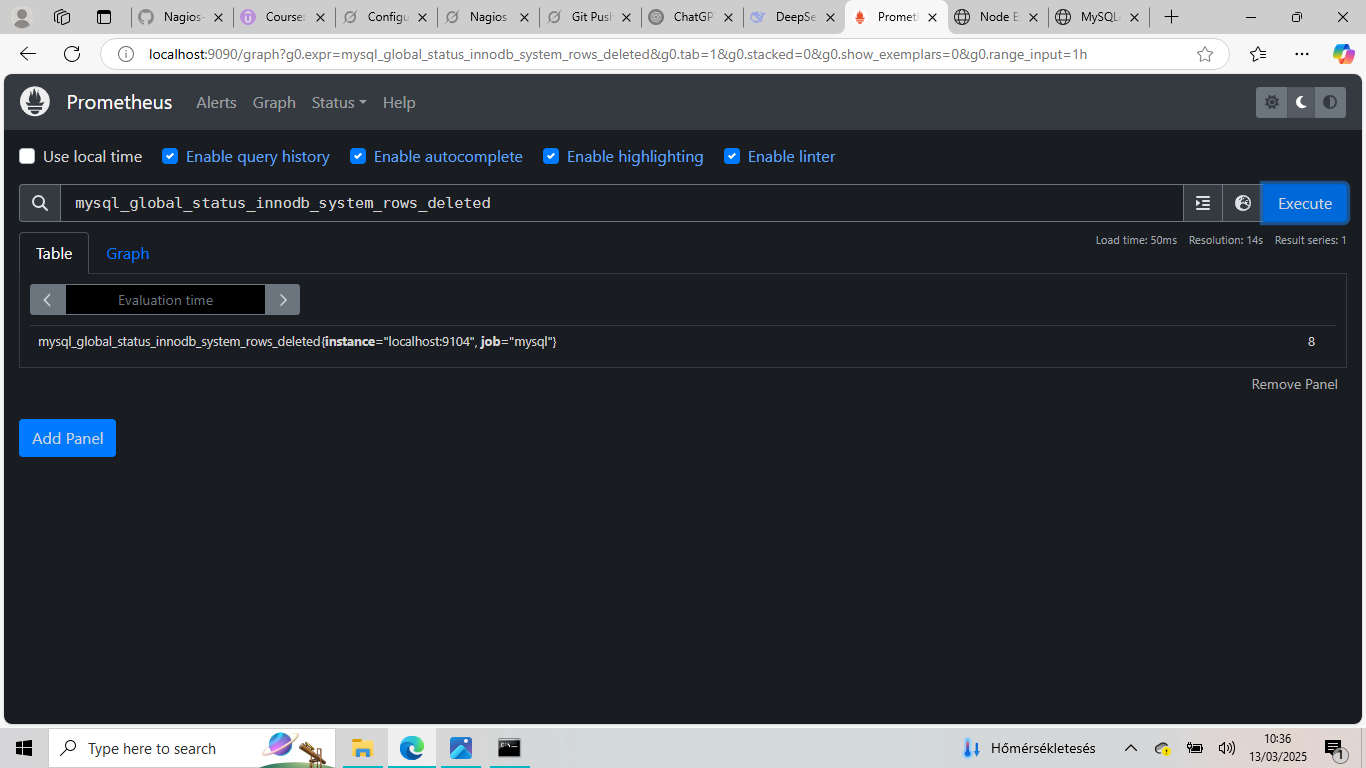 Nagios- Course: Configu Nagios Git Pus ChatGP DeepSe Prometh Node E MySQL
localhost:9090/graph?g0.expr=mysql_global_status_innodb_system_rows_deleted&g0.tab=1&g0.stacked=0&g0.show_exemplars=0&g0.range_input=1h
Prometheus Alerts Graph Status Help
Use local time Enable query history Enable autocomplete Enable highlighting Enable linter
mysql_global_status_innodb_system_rows_deleted Execute
Table Graph Load time: 50ms Resolution: 14s Result series: 1
Evaluation time
mysql_global_status_innodb_system_rows_deleted{instance="localhost:9104", job="mysql"} 8
Remove Panel
Add Panel
Type here to search Hőmérsékletesés 10:36
13/03/2025 1